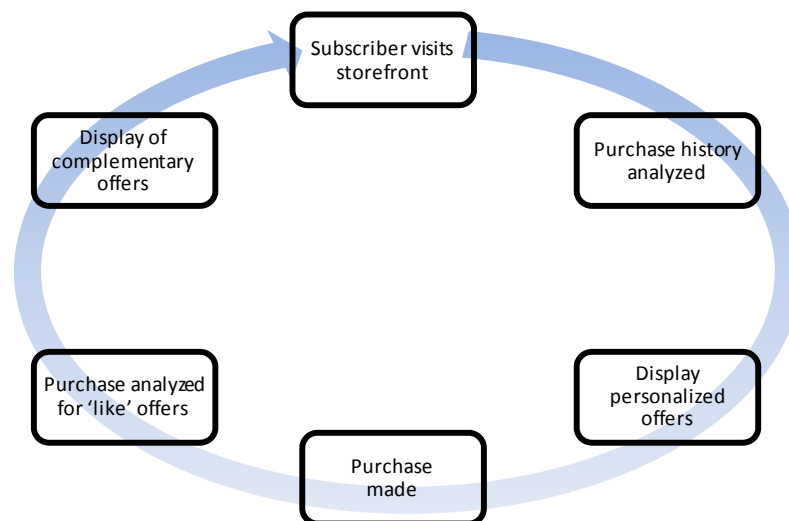 Subscriber visits
storefront
Purchase history
analyzed
Display
personalized
offers
Purchase
made
Purchase analyzed
for ‘like’ offers
Display of
complementary
offers